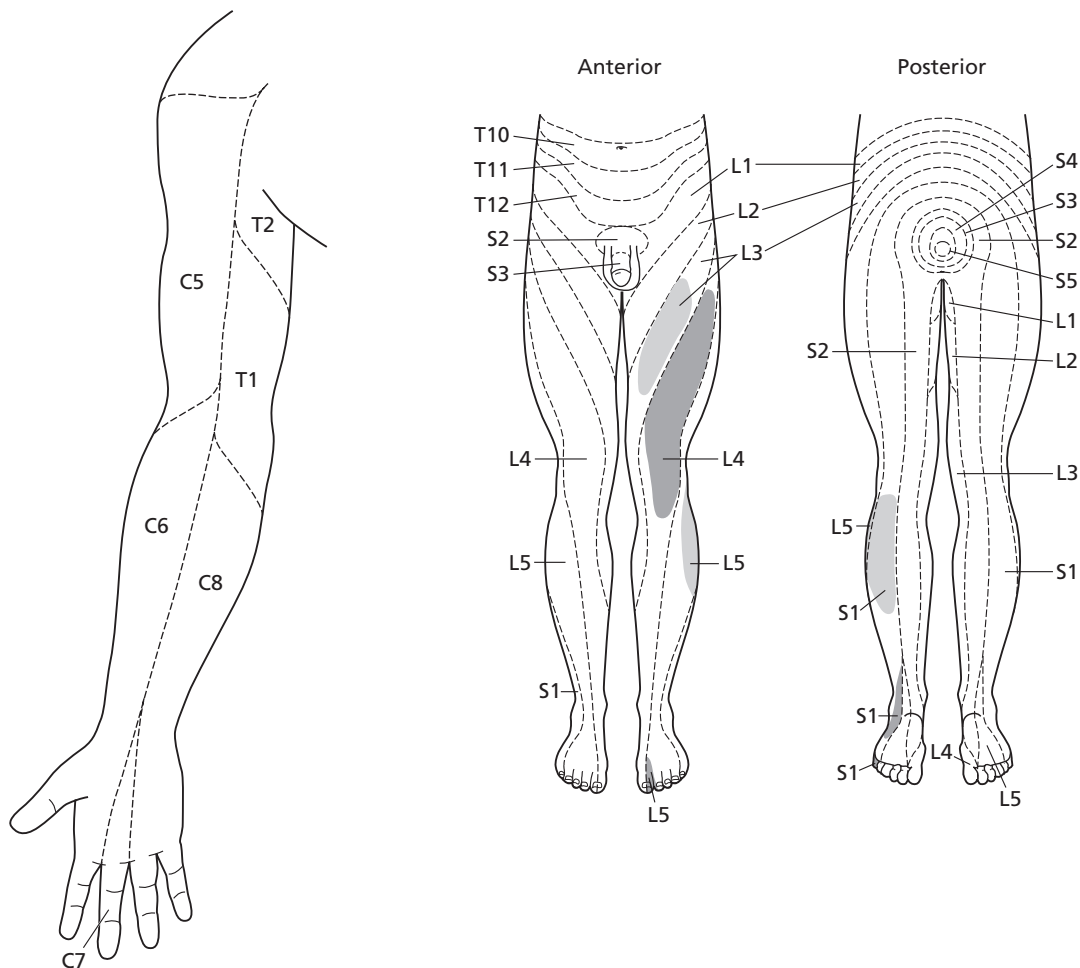 Anterior
Posterior
T10
T11
T12
S2
S3
L1
L2
L3
S4
S3
S2
S5
L1
L2
T2
C5
S2
T1
L4
L4
L3
C6
L5
C8
L5
L5
S1
S1
S1
S1
L4
S1
L5
L5
C7